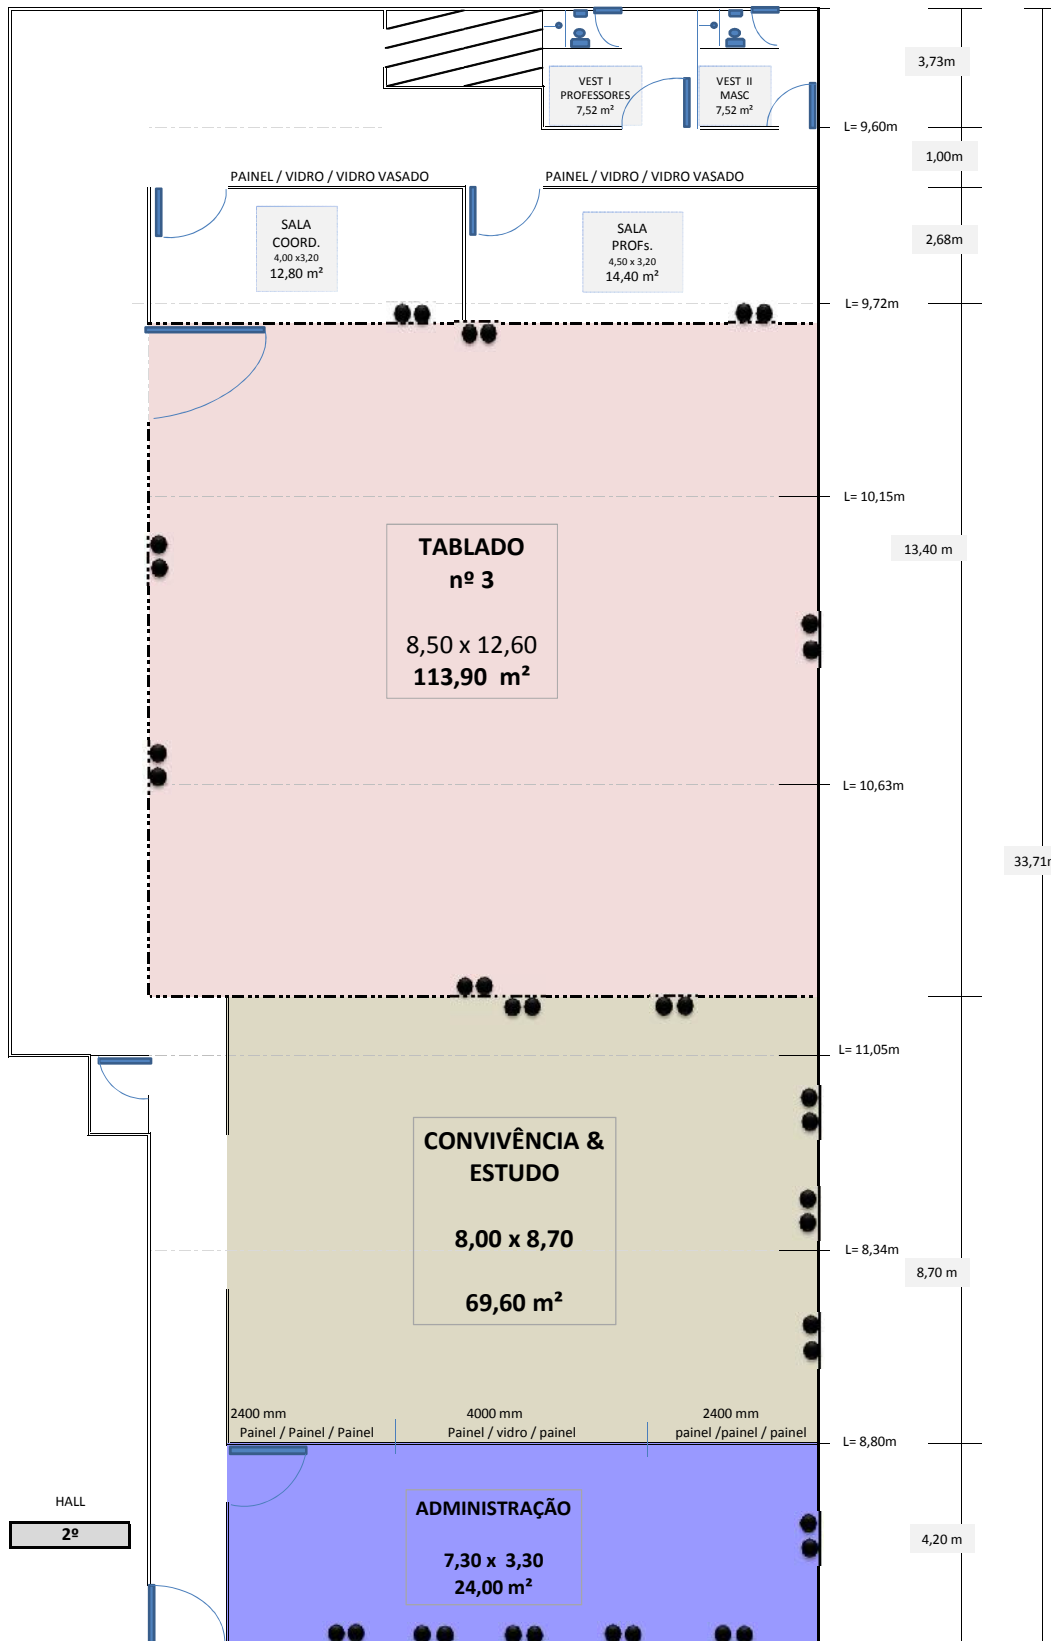 3,73m
VEST I
PROFESSORES
7,52 m²
VEST II
MASC
7,52 m²
L= 9,60m
1,00m
PAINEL / VIDRO / VIDRO VASADO
PAINEL / VIDRO / VIDRO VASADO
SALA
COORD.
4,00 x3,20
12,80 m²
SALA
PROFs.
4,50 x 3,20
14,40 m²
2,68m
L= 9,72m
L= 10,15m
TABLADO
nº 3
8,50 x 12,60
113,90 m²
13,40 m
L= 10,63m
33,71m
L= 11,05m
CONVIVÊNCIA &
ESTUDO
8,00 x 8,70
69,60 m²
L= 8,34m
8,70 m
2400 mm
Painel / Painel / Painel
4000 mm
Painel / vidro / painel
2400 mm
painel /painel / painel
L= 8,80m
HALL
2º
ADMINISTRAÇÃO
7,30 x 3,30
24,00 m²
4,20 m